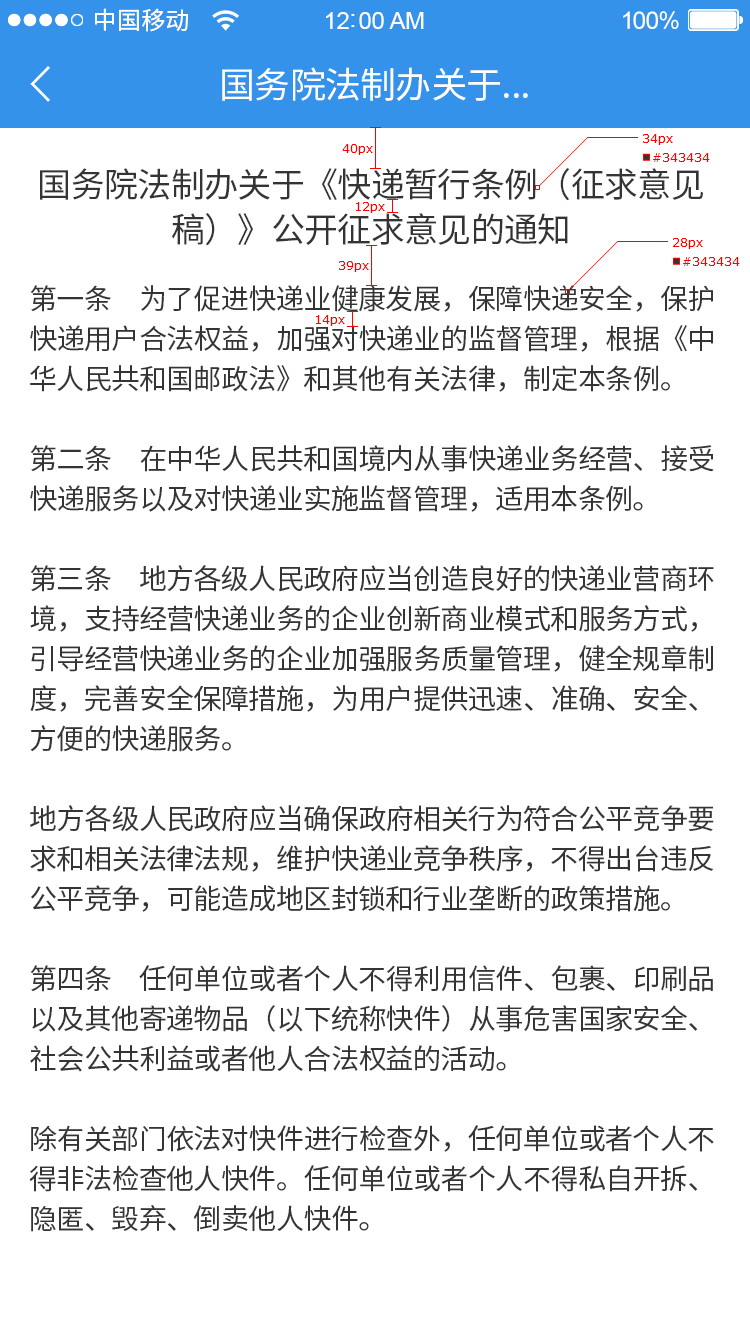 中国移动 12:00 AM 100%
国务院法制办关于...
40px
34px
#343434
国务院法制办关于《快递暂行条例（征求意见
12px
稿）》公开征求意见的通知
28px
39px
#343434
第一条　为了促进快递业健康发展，保障快递安全，保护
14px
快递用户合法权益，加强对快递业的监督管理，根据《中
华人民共和国邮政法》和其他有关法律，制定本条例。
第二条　在中华人民共和国境内从事快递业务经营、接受
快递服务以及对快递业实施监督管理，适用本条例。
第三条　地方各级人民政府应当创造良好的快递业营商环
境，支持经营快递业务的企业创新商业模式和服务方式，
引导经营快递业务的企业加强服务质量管理，健全规章制
度，完善安全保障措施，为用户提供迅速、准确、安全、
方便的快递服务。
地方各级人民政府应当确保政府相关行为符合公平竞争要
求和相关法律法规，维护快递业竞争秩序，不得出台违反
公平竞争，可能造成地区封锁和行业垄断的政策措施。
第四条　任何单位或者个人不得利用信件、包裹、印刷品
以及其他寄递物品（以下统称快件）从事危害国家安全、
社会公共利益或者他人合法权益的活动。
除有关部门依法对快件进行检查外，任何单位或者个人不
得非法检查他人快件。任何单位或者个人不得私自开拆、
隐匿、毁弃、倒卖他人快件。